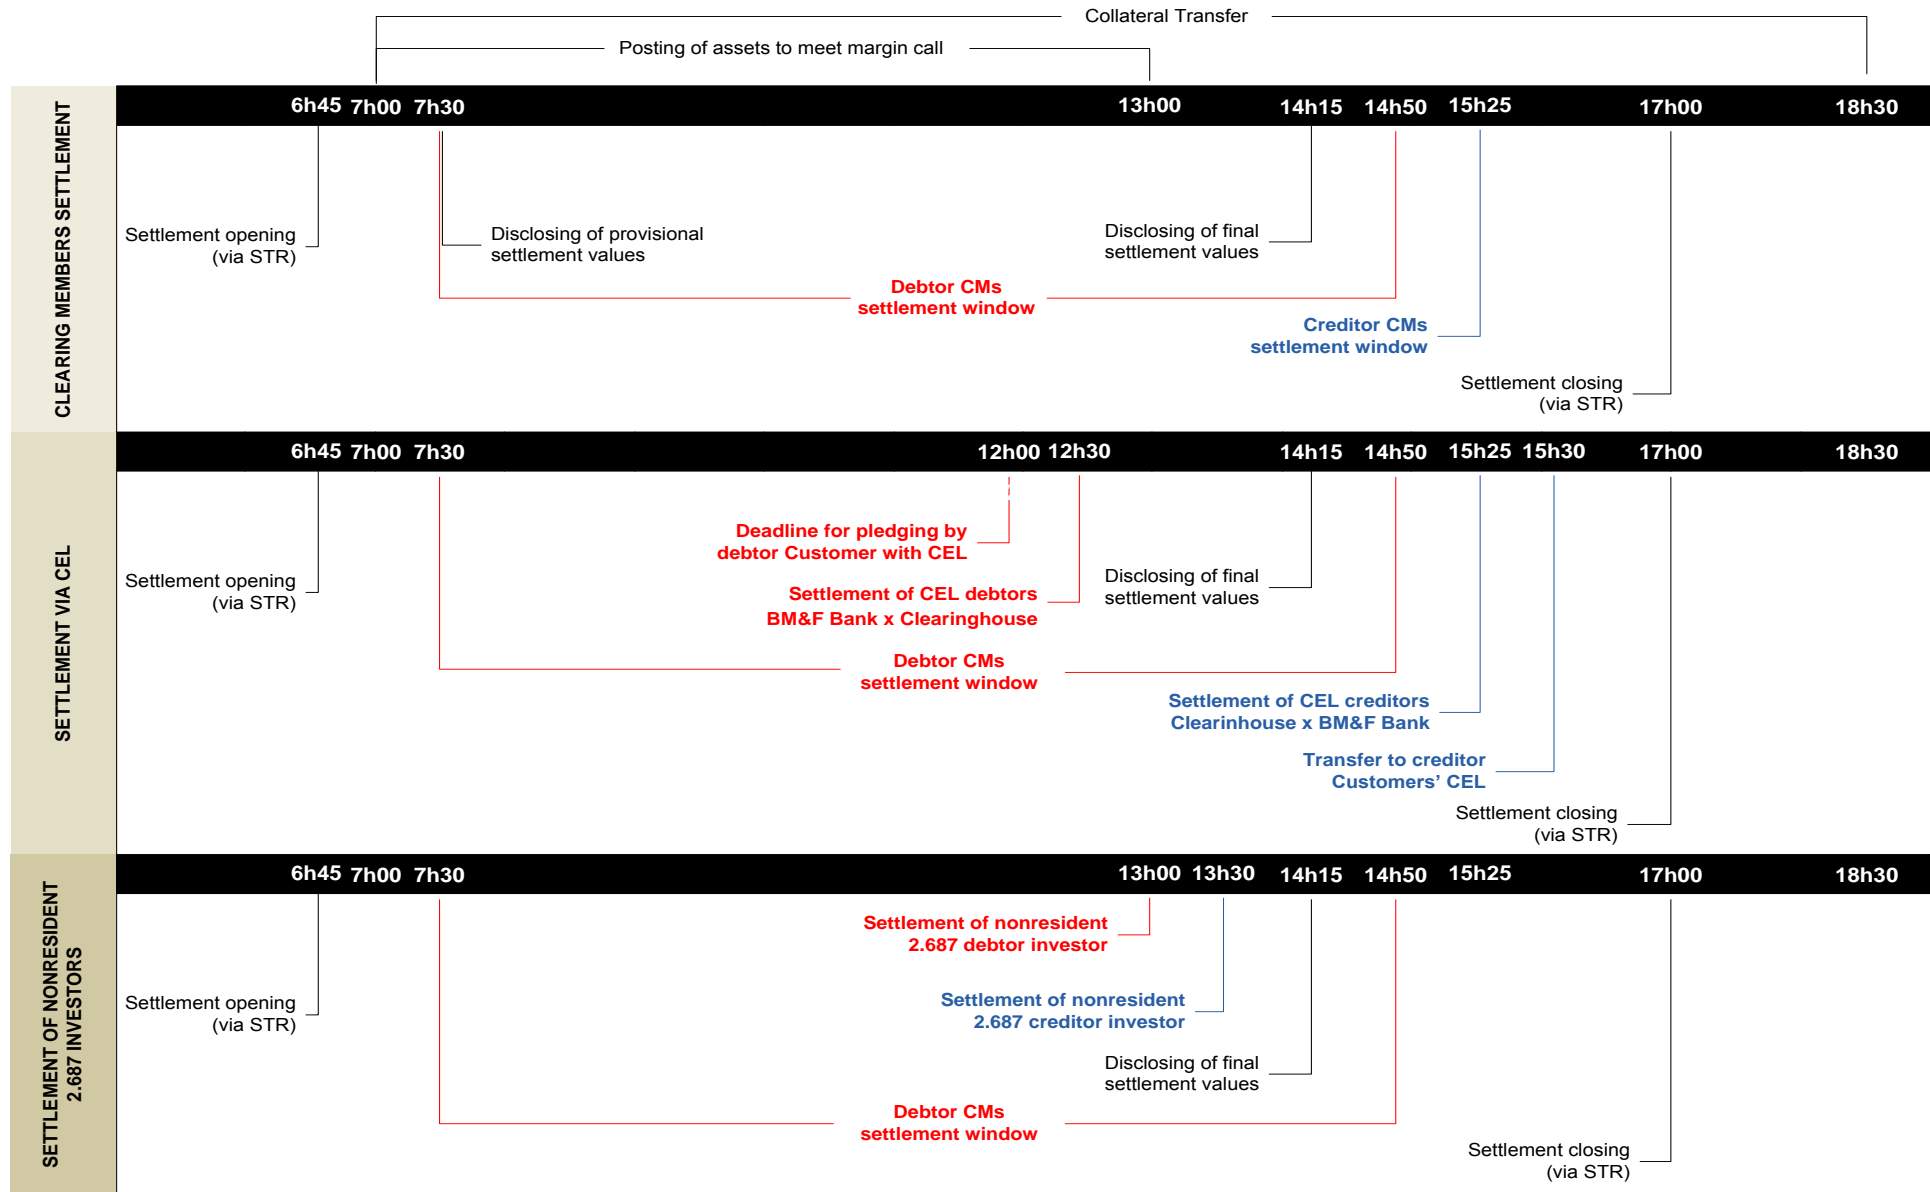 Collateral Transfer
Posting of assets to meet margin call
CLEARING MEMBERS SETTLEMENT
6h45 7h00 7h30 13h00 14h15 14h50 15h25 17h00 18h30
Settlement opening
(via STR)
Disclosing of provisional
settlement values
Disclosing of final
settlement values
Debtor CMs
settlement window
Creditor CMs
settlement window
Settlement closing
(via STR)
SETTLEMENT VIA CEL
6h45 7h00 7h30 12h00 12h30 14h15 14h50 15h25 15h30 17h00 18h30
Deadline for pledging by
debtor Customer with CEL
Settlement opening
(via STR)
Settlement of CEL debtors
BM&F Bank x Clearinghouse
Disclosing of final
settlement values
Debtor CMs
settlement window
Settlement of CEL creditors
Clearinhouse x BM&F Bank
Transfer to creditor
Customers' CEL
Settlement closing
(via STR)
SETTLEMENT OF NONRESIDENT
2.687 INVESTORS
6h45 7h00 7h30 13h00 13h30 14h15 14h50 15h25 17h00 18h30
Settlement of nonresident
2.687 debtor investor
Settlement opening
(via STR)
Settlement of nonresident
2.687 creditor investor
Disclosing of final
settlement values
Debtor CMs
settlement window
Settlement closing
(via STR)